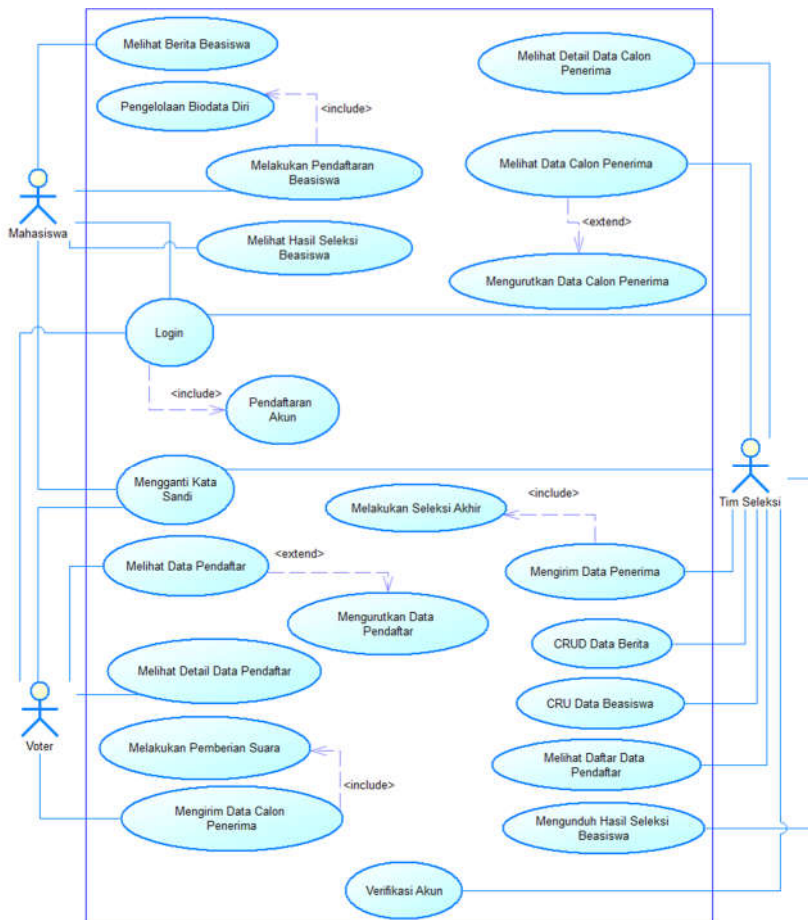 Melihat Berita Beasiswa
Melihat Detail Data Calon
Penerima
Pengelolaan Biodata Diri
<include>
Melakukan Pendaftaran
Beasiswa
Melihat Data Calon Penerima
Mahasiswa
<extend>
Melihat Hasil Seleksi
Beasiswa
Mengurutkan Data Calon Penerima
Login
<include>
Pendaftaran
Akun
Mengganti Kata
Sandi
Tim Seleksi
Melakukan Seleksi Akhir
<include>
Melihat Data Pendaftar
<extend>
Mengirim Data Penerima
Mengurutkan Data
Pendaftar
CRUD Data Berita
Melihat Detail Data Pendaftar
CRU Data Beasiswa
Voter
Melakukan Pemberian Suara
Melihat Daftar Data
Pendaftar
<include>
Mengirim Data Calon
Penerima
Mengunduh Hasil Seleksi
Beasiswa
Verifikasi Akun